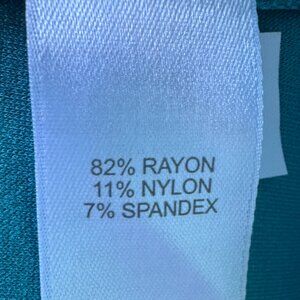 82% RAYON
11% NYLON
7% SPANDEX